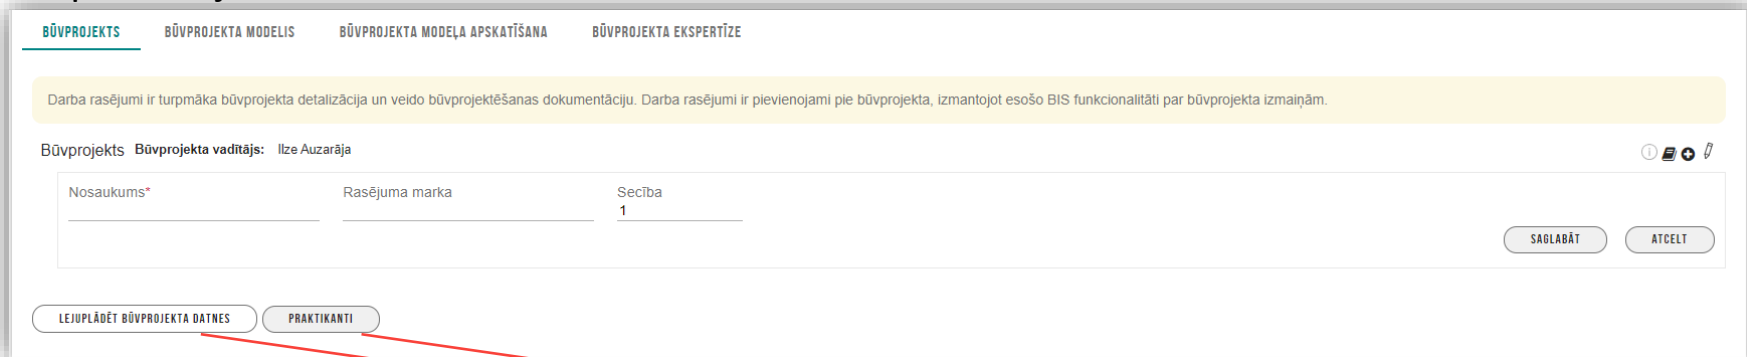 BŪVPROJEKTS BŪVPROJEKTA MODELIS BŪVPROJEKTA MODEĻA APSKATĪŠANA BŪVPROJEKTA EKSPERTĪZE
Darba rasējumi ir turpmāka būvprojekta detalizācija un veido būvprojektēšanas dokumentāciju. Darba rasējumi ir pievienojami pie būvprojekta, izmantojot esošo BIS funkcionalitāti par būvprojekta izmaiņām.
Būvprojekts Būvprojekta vadītājs: Ilze Auzarāja
Nosaukums* Rasējuma marka Secība
1
SAGLABĀT ATCELT
LEJUPLĀDĒT BŪVPROJEKTA DATNES PRAKTIKANTI